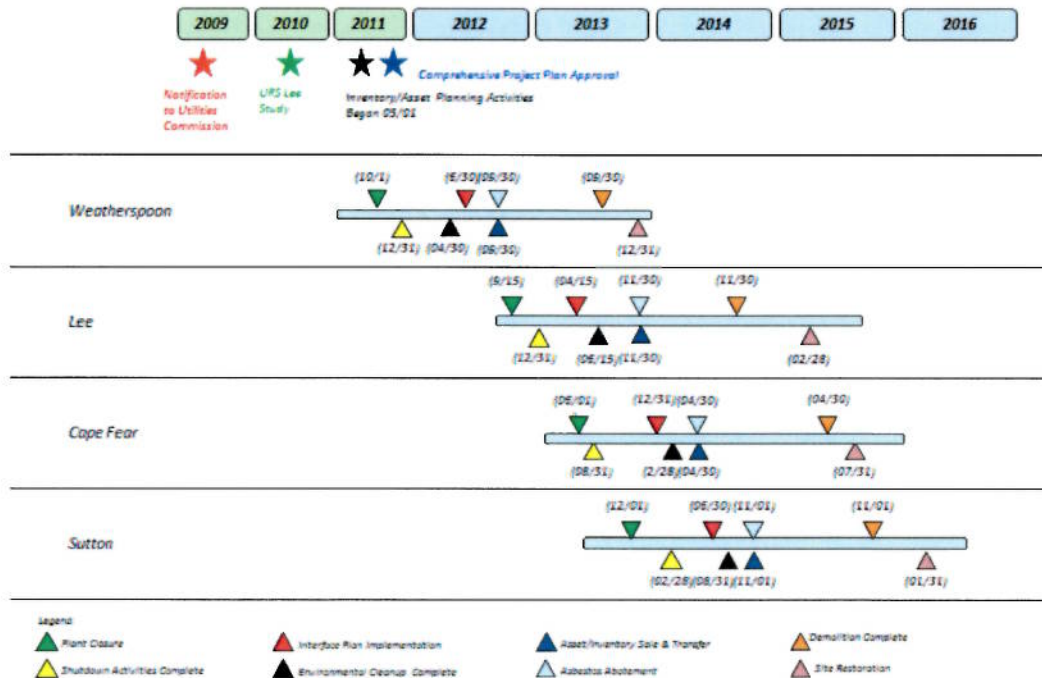 2009 2010 2011 2012 2013 2014 2015 2016
Comprehensive Project Plan Approval
Notification
to Utilities
Commission
URS Lee
Study
Inventory/Asset Planning Activities
Began 05/01
(10/1) (6/30) (09/30) (09/30)
Weatherspoon
(12/31) (04/30) (09/30) (12/31)
(9/15) (04/15) (11/30) (11/30)
Lee
(12/31) (06/15) (11/30) (02/28)
(06/01) (12/31) (04/30) (04/30)
Cape Fear
(08/31) (2/28) (04/30) (07/31)
(12/01) (06/30) (11/01) (11/01)
Sutton
(02/28) (08/31) (11/01) (01/31)
Legend
Plant Closure Interface Plan Implementation Asset/Inventory Sale & Transfer Demolition Complete
Shutdown Activities Complete Environmental Cleanup Complete Asbestos Abatement Site Restoration